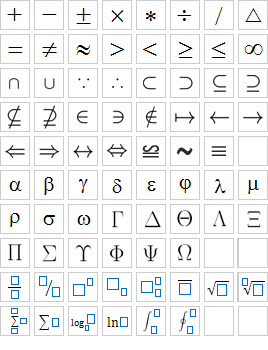 + − ± × ∗ ÷ / △
= ≠ ≈ > < ≥ ≤ ∞
∩ ∪ ∵ ∴ ⊂ ⊃ ⊆ ⊇
⊈ ⊉ ∈ ∋ ∉ ↦ ← →
⇐ ⇒ ↔ ⇔ ≌ ~ ≡
α β γ δ ε φ λ μ
ρ σ ω Γ Δ Θ Λ Ξ
Π Σ Υ Φ Ψ Ω
□/□ □/□ □□ □□ □□□ □ √□ □√□
Σ□ Σ□ log□□ ln□ ∫□ ∮□